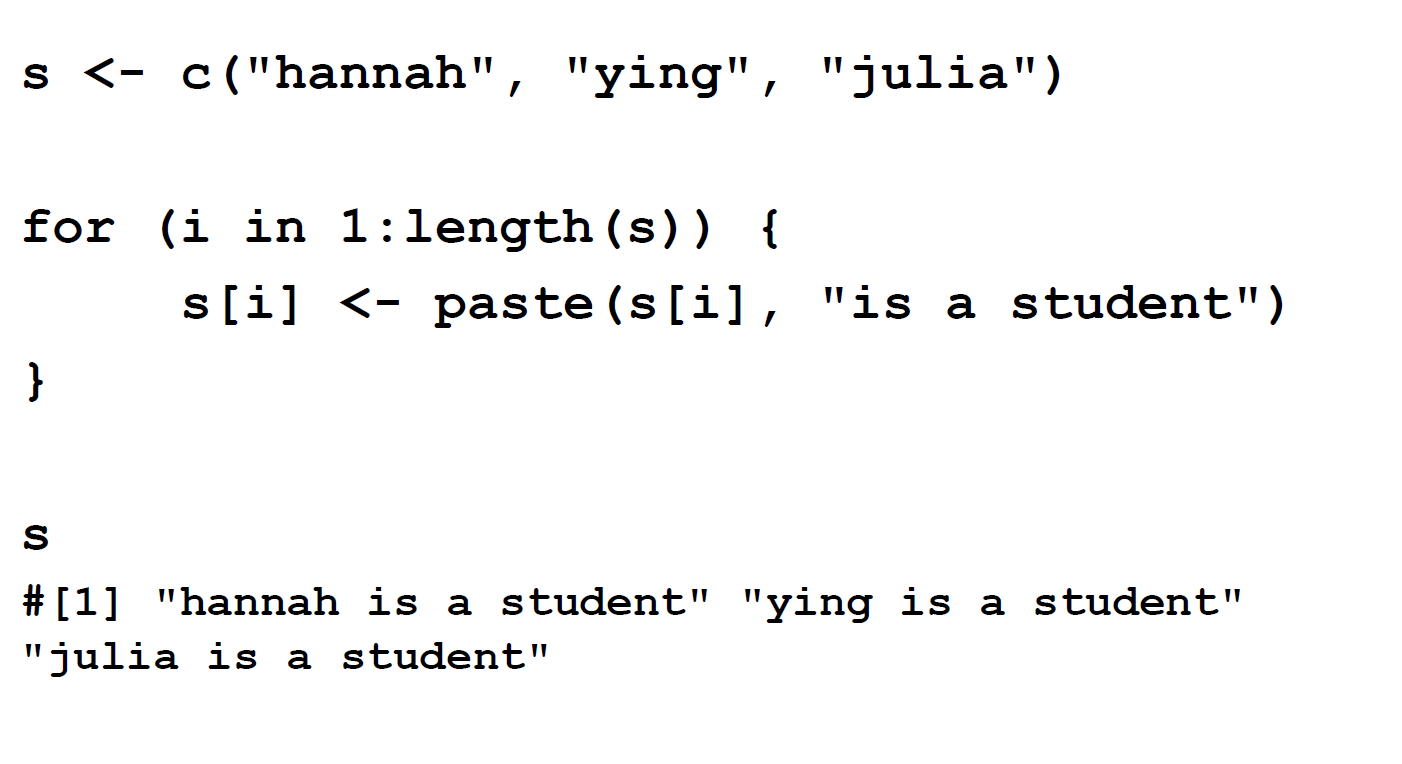 s <- c("hannah", "ying", "julia")
for (i in 1:length(s)) {
s[i] <- paste(s[i], "is a student")
}
s
#[1] "hannah is a student" "ying is a student"
"julia is a student"